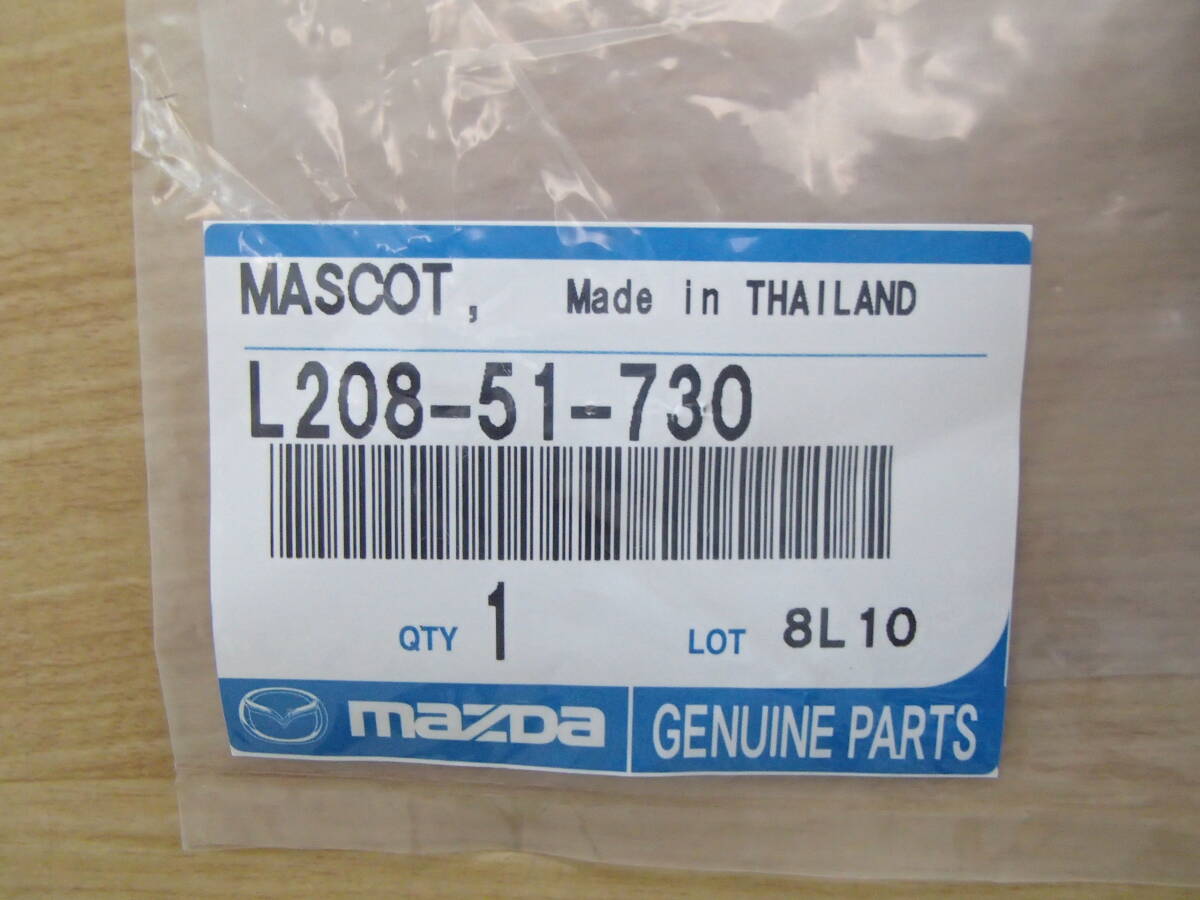 MASCOT, Made in THAILAND
L208-51-730
QTY 1 LOT 8L10
mazda GENUINE PARTS